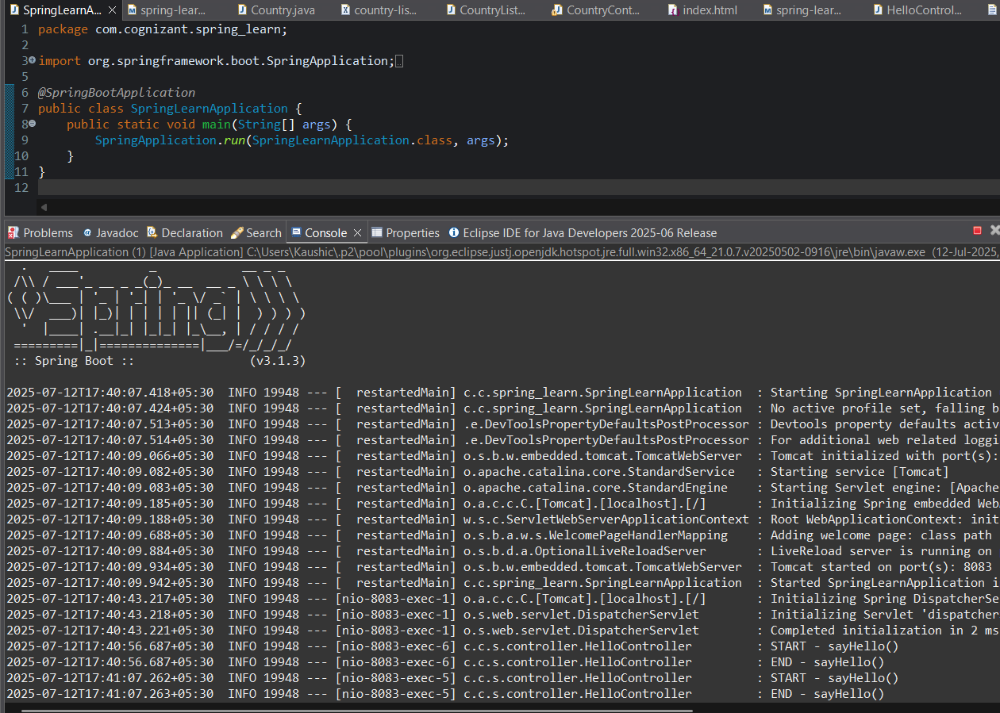 SpringLearnA... spring-lear... Country.java country-lis... CountryList... CountryCont... index.html spring-lear... HelloControl...
1 package com.cognizant.spring_learn;
2
3 import org.springframework.boot.SpringApplication;
5
6 @SpringBootApplication
7 public class SpringLearnApplication {
8     public static void main(String[] args) {
9         SpringApplication.run(SpringLearnApplication.class, args);
10     }
11 }
12
Problems Javadoc Declaration Search Console Properties Eclipse IDE for Java Developers 2025-06 Release
SpringLearnApplication (1) [Java Application] C:\Users\Kaushic\.p2\pool\plugins\org.eclipse.justj.openjdk.hotspot.jre.full.win32.x86_64_21.0.7.v20250502-0916\jre\bin\javaw.exe (12-Jul-2025,
  .   ____          _            __ _ _
 /\\ / ___'_ __ _ _(_)_ __  __ _ \ \ \ \
( ( )\___ | '_ | '_| | '_ \/ _` | \ \ \ \
 \\/  ___)| |_)| | | | | || (_| |  ) ) ) )
  '  |____| .__|_| |_|_| |_\__, | / / / /
 =========|_|==============|___/=/_/_/_/
 :: Spring Boot ::                (v3.1.3)
2025-07-12T17:40:07.418+05:30  INFO 19948 --- [  restartedMain] c.c.spring_learn.SpringLearnApplication  : Starting SpringLearnApplication
2025-07-12T17:40:07.424+05:30  INFO 19948 --- [  restartedMain] c.c.spring_learn.SpringLearnApplication  : No active profile set, falling b
2025-07-12T17:40:07.513+05:30  INFO 19948 --- [  restartedMain] .e.DevToolsPropertyDefaultsPostProcessor : Devtools property defaults activ
2025-07-12T17:40:07.514+05:30  INFO 19948 --- [  restartedMain] .e.DevToolsPropertyDefaultsPostProcessor : For additional web related loggi
2025-07-12T17:40:09.066+05:30  INFO 19948 --- [  restartedMain] o.s.b.w.embedded.tomcat.TomcatWebServer  : Tomcat initialized with port(s):
2025-07-12T17:40:09.082+05:30  INFO 19948 --- [  restartedMain] o.apache.catalina.core.StandardService   : Starting service [Tomcat]
2025-07-12T17:40:09.083+05:30  INFO 19948 --- [  restartedMain] o.apache.catalina.core.StandardEngine    : Starting Servlet engine: [Apache
2025-07-12T17:40:09.185+05:30  INFO 19948 --- [  restartedMain] o.a.c.c.C.[Tomcat].[localhost].[/]       : Initializing Spring embedded Web
2025-07-12T17:40:09.188+05:30  INFO 19948 --- [  restartedMain] w.s.c.ServletWebServerApplicationContext : Root WebApplicationContext: init
2025-07-12T17:40:09.688+05:30  INFO 19948 --- [  restartedMain] o.s.b.a.w.s.WelcomePageHandlerMapping    : Adding welcome page: class path
2025-07-12T17:40:09.884+05:30  INFO 19948 --- [  restartedMain] o.s.b.d.a.OptionalLiveReloadServer       : LiveReload server is running on
2025-07-12T17:40:09.934+05:30  INFO 19948 --- [  restartedMain] o.s.b.w.embedded.tomcat.TomcatWebServer  : Tomcat started on port(s): 8083
2025-07-12T17:40:09.942+05:30  INFO 19948 --- [  restartedMain] c.c.spring_learn.SpringLearnApplication  : Started SpringLearnApplication i
2025-07-12T17:40:43.217+05:30  INFO 19948 --- [nio-8083-exec-1] o.a.c.c.C.[Tomcat].[localhost].[/]       : Initializing Spring DispatcherSe
2025-07-12T17:40:43.218+05:30  INFO 19948 --- [nio-8083-exec-1] o.s.web.servlet.DispatcherServlet        : Initializing Servlet 'dispatcher
2025-07-12T17:40:43.221+05:30  INFO 19948 --- [nio-8083-exec-1] o.s.web.servlet.DispatcherServlet        : Completed initialization in 2 ms
2025-07-12T17:40:56.687+05:30  INFO 19948 --- [nio-8083-exec-6] c.c.s.controller.HelloController         : START - sayHello()
2025-07-12T17:40:56.687+05:30  INFO 19948 --- [nio-8083-exec-6] c.c.s.controller.HelloController         : END - sayHello()
2025-07-12T17:41:07.262+05:30  INFO 19948 --- [nio-8083-exec-5] c.c.s.controller.HelloController         : START - sayHello()
2025-07-12T17:41:07.263+05:30  INFO 19948 --- [nio-8083-exec-5] c.c.s.controller.HelloController         : END - sayHello()